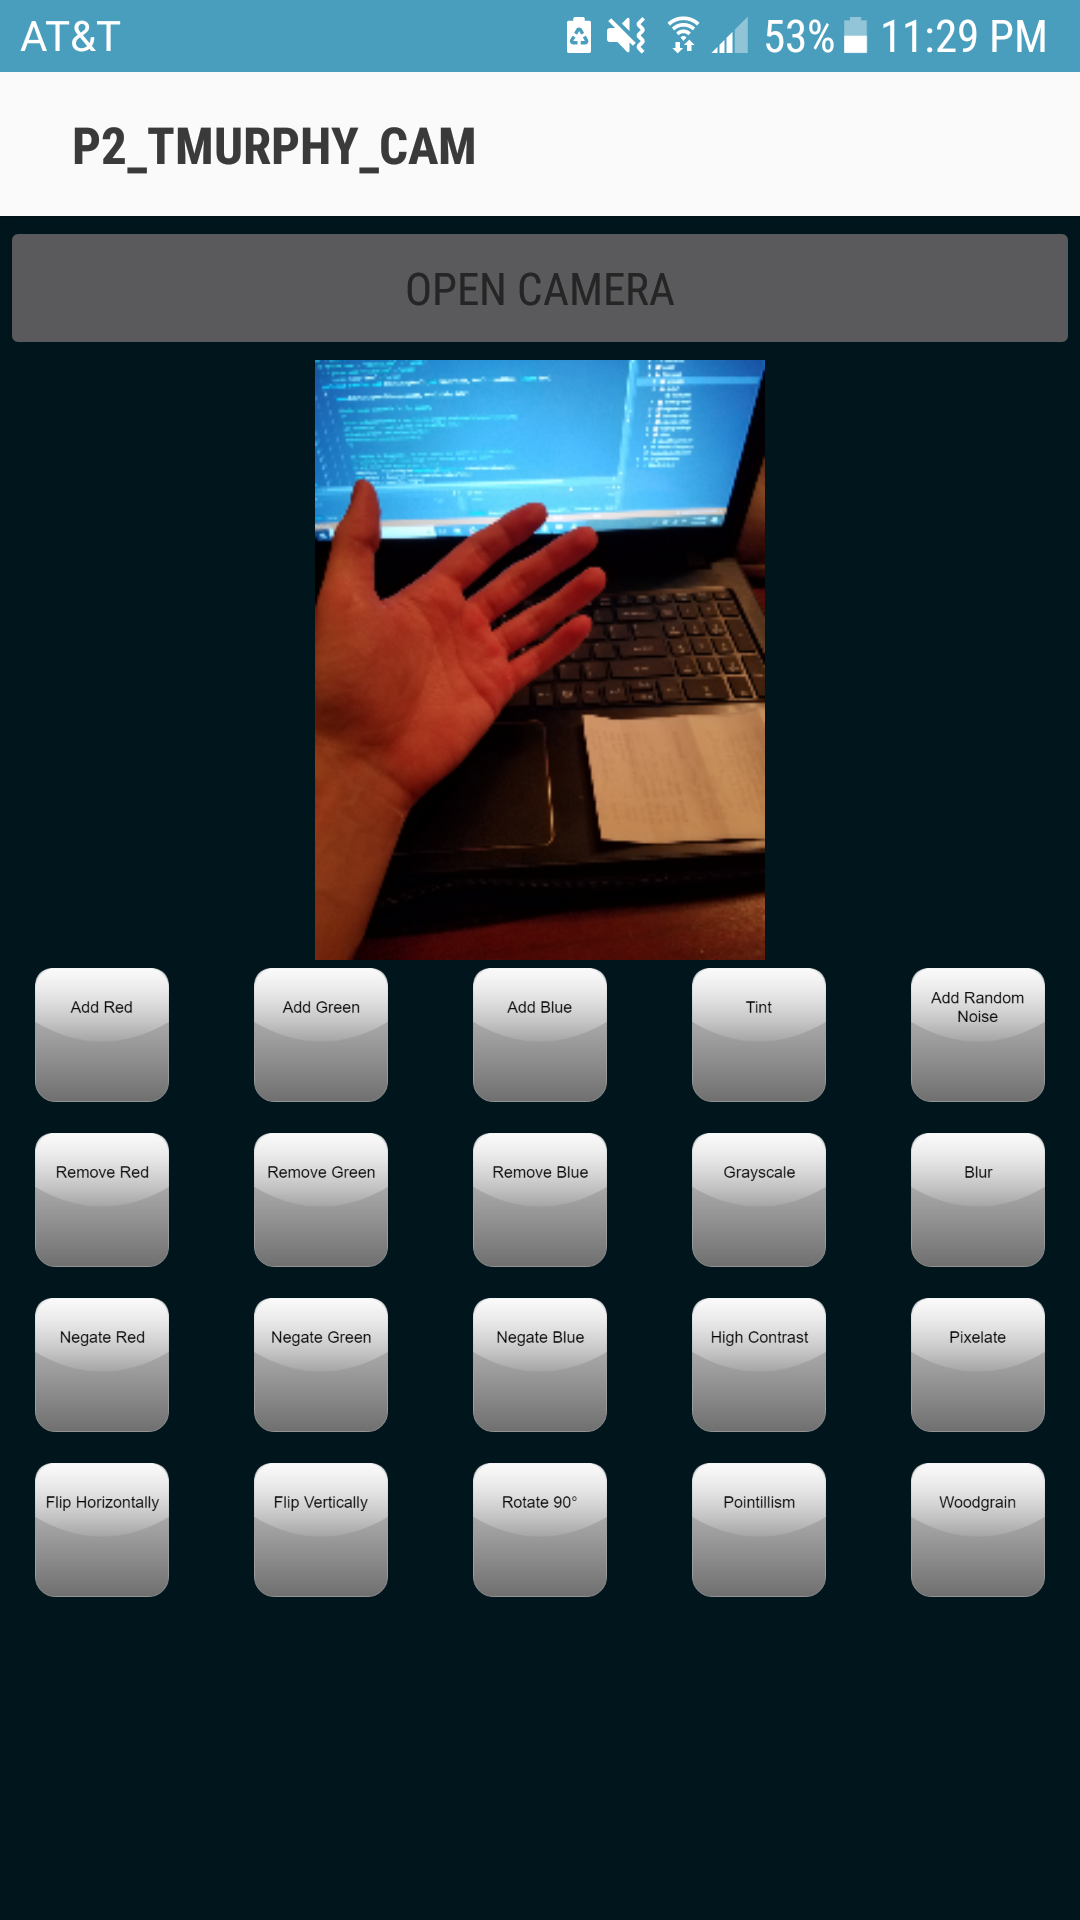 AT&T 53% 11:29 PM
P2_TMURPHY_CAM
OPEN CAMERA
Add Red Add Green Add Blue Tint Add Random
Noise
Remove Red Remove Green Remove Blue Grayscale Blur
Negate Red Negate Green Negate Blue High Contrast Pixelate
Flip Horizontally Flip Vertically Rotate 90° Pointillism Woodgrain